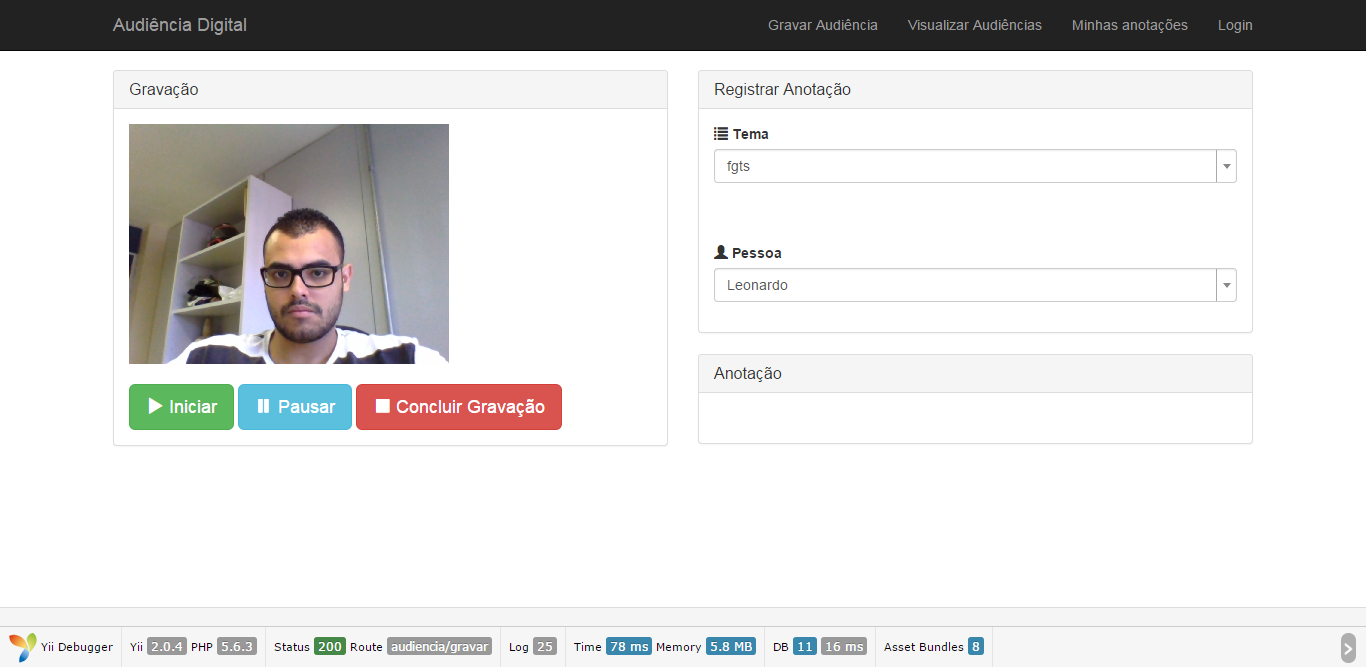 Audiência Digital
Gravar Audiência Visualizar Audiências Minhas anotações Login
Gravação
Iniciar Pausar Concluir Gravação
Registrar Anotação
Tema
fgts
Pessoa
Leonardo
Anotação
Yii Debugger Yii 2.0.4 PHP 5.6.3 Status 200 Route audiencia/gravar Log 25 Time 78 ms Memory 5.8 MB DB 11 16 ms Asset Bundles 8